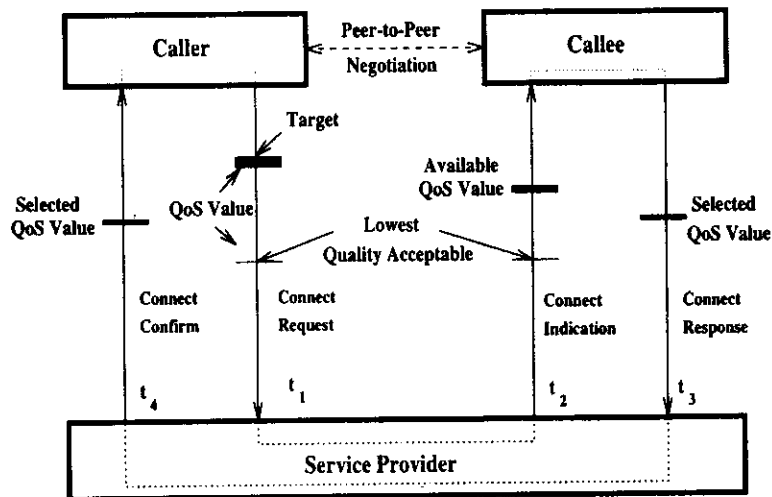 Caller
Peer-to-Peer
Negotiation
Callee
Target
Available
QoS Value
Selected
QoS Value
QoS Value
Lowest
Quality Acceptable
Selected
QoS Value
Connect
Confirm
Connect
Request
Connect
Indication
Connect
Response
t4
t1
t2
t3
Service Provider